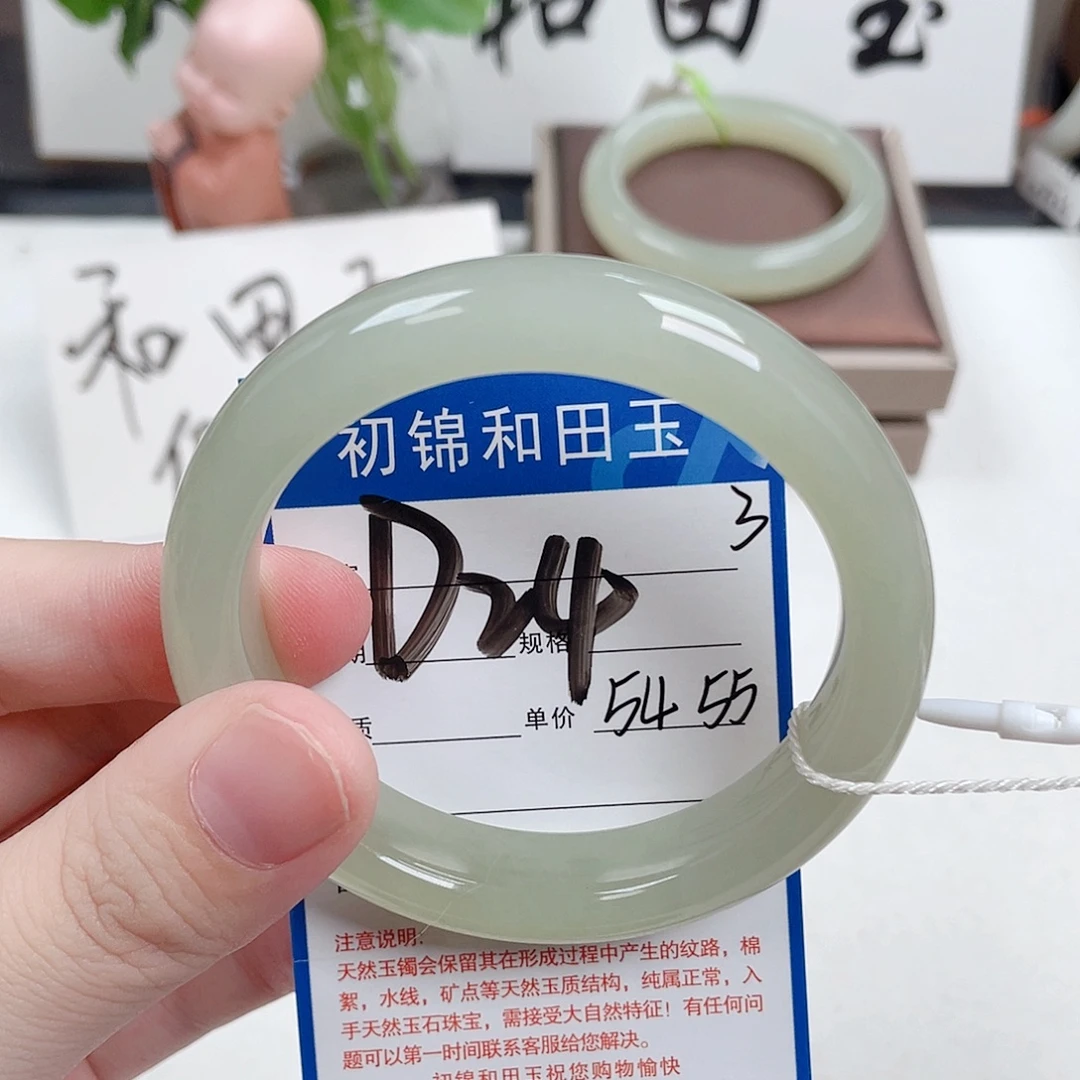 和田玉
和田
初锦和田玉
3
D24
期 规格
质 单价 54 55
注意说明:
天然玉镯会保留其在形成过程中产生的纹路，棉
絮，水线，矿点等天然玉质结构，纯属正常，入
手天然玉石珠宝，需接受大自然特征！有任何问
题可以第一时间联系客服给您解决。
初锦和田玉祝您购物愉快